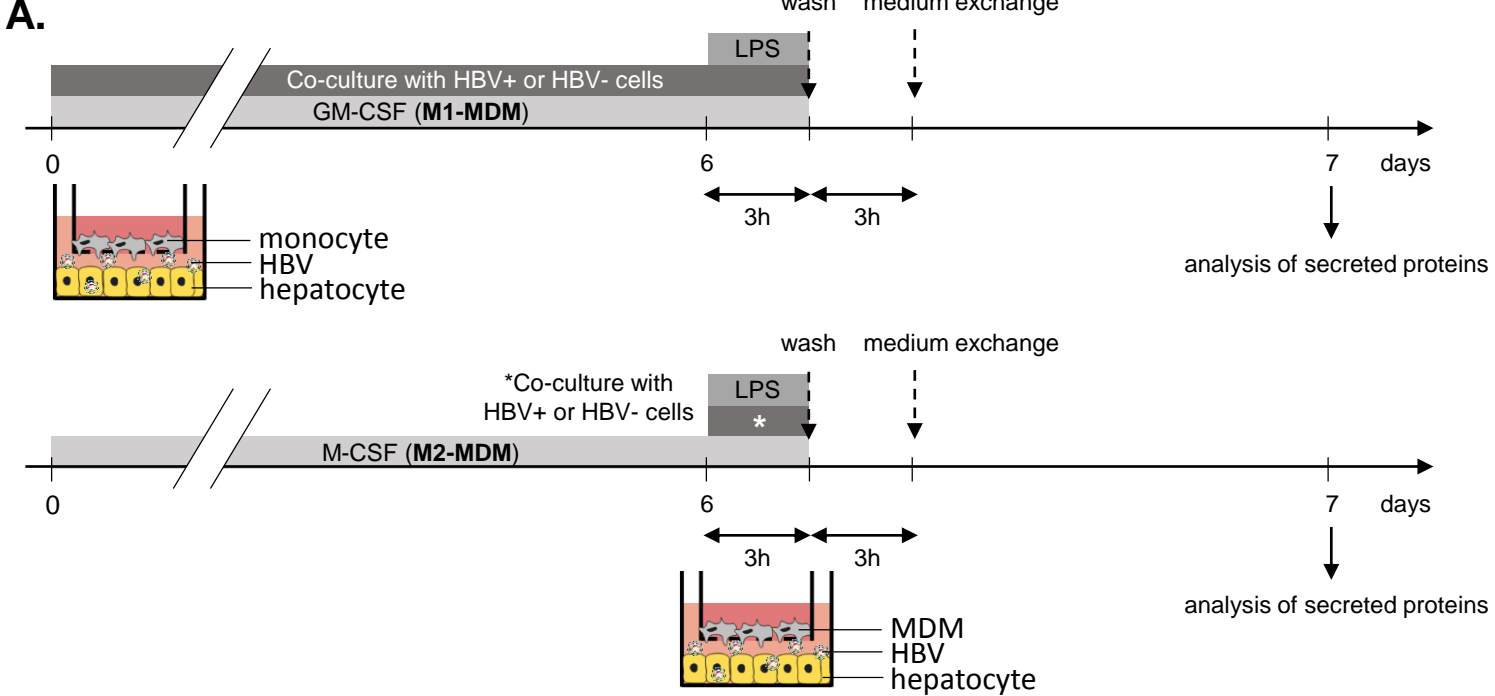 A.
wash medium exchange
LPS
Co-culture with HBV+ or HBV- cells
GM-CSF (M1-MDM)
0 6 7 days
3h 3h
monocyte
HBV
hepatocyte
analysis of secreted proteins
wash medium exchange
*Co-culture with
HBV+ or HBV- cells
LPS
*
M-CSF (M2-MDM)
0 6 7 days
3h 3h
analysis of secreted proteins
MDM
HBV
hepatocyte